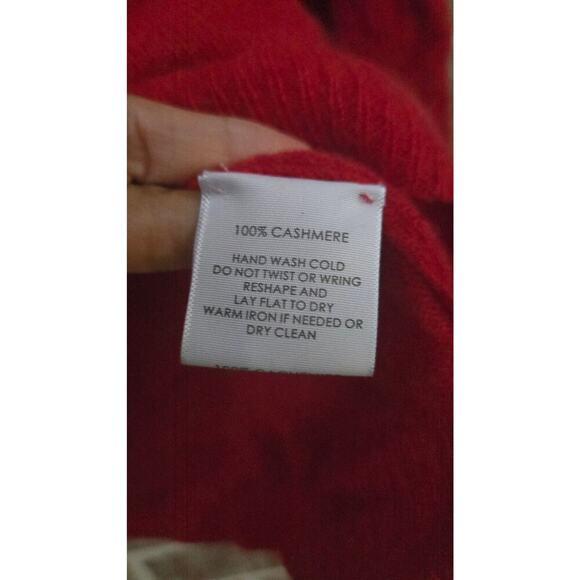 100% CASHMERE
HAND WASH COLD
DO NOT TWIST OR WRING
RESHAPE AND
LAY FLAT TO DRY
WARM IRON IF NEEDED OR
DRY CLEAN